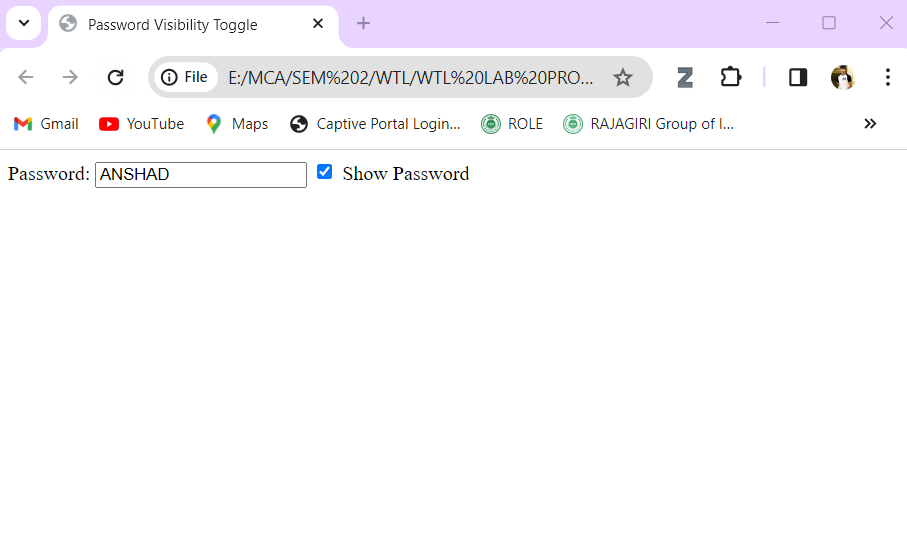 Password Visibility Toggle
File E:/MCA/SEM%202/WTL/WTL%20LAB%20PRO...
Gmail YouTube Maps Captive Portal Login... ROLE RAJAGIRI Group of I...
Password: ANSHAD Show Password